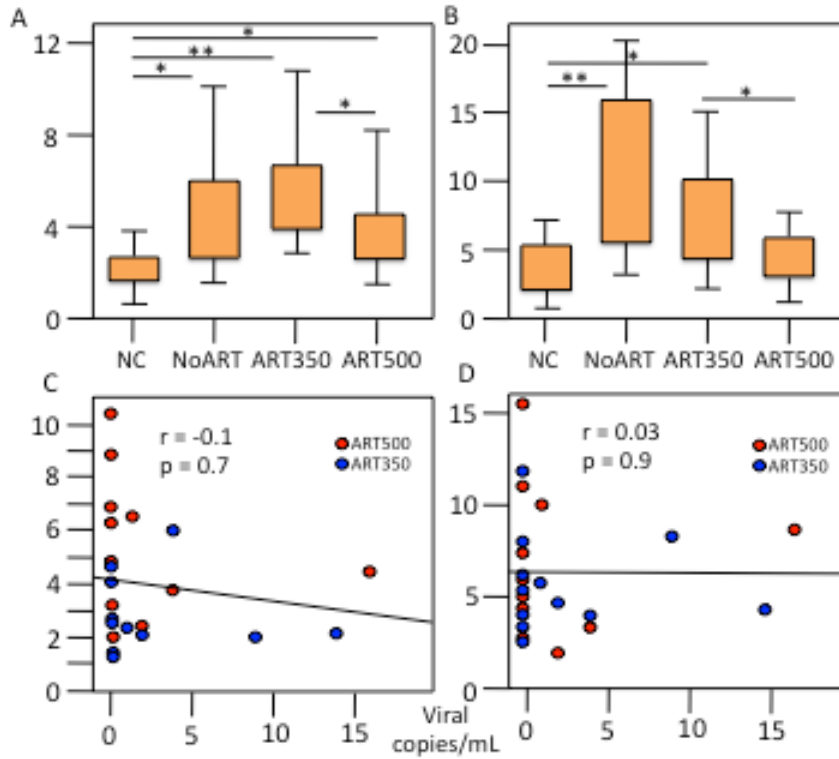 A
12
8
4
0
*
**
*
*
NC NoART ART350 ART500
B
20
15
10
5
0
*
**
*
NC NoART ART350 ART500
C
10
8
6
4
2
0
r = -0.1
p = 0.7
ART500
ART350
0 5 10 15
D
15
10
5
0
r = 0.03
p = 0.9
ART500
ART350
0 5 10 15
Viral
copies/mL